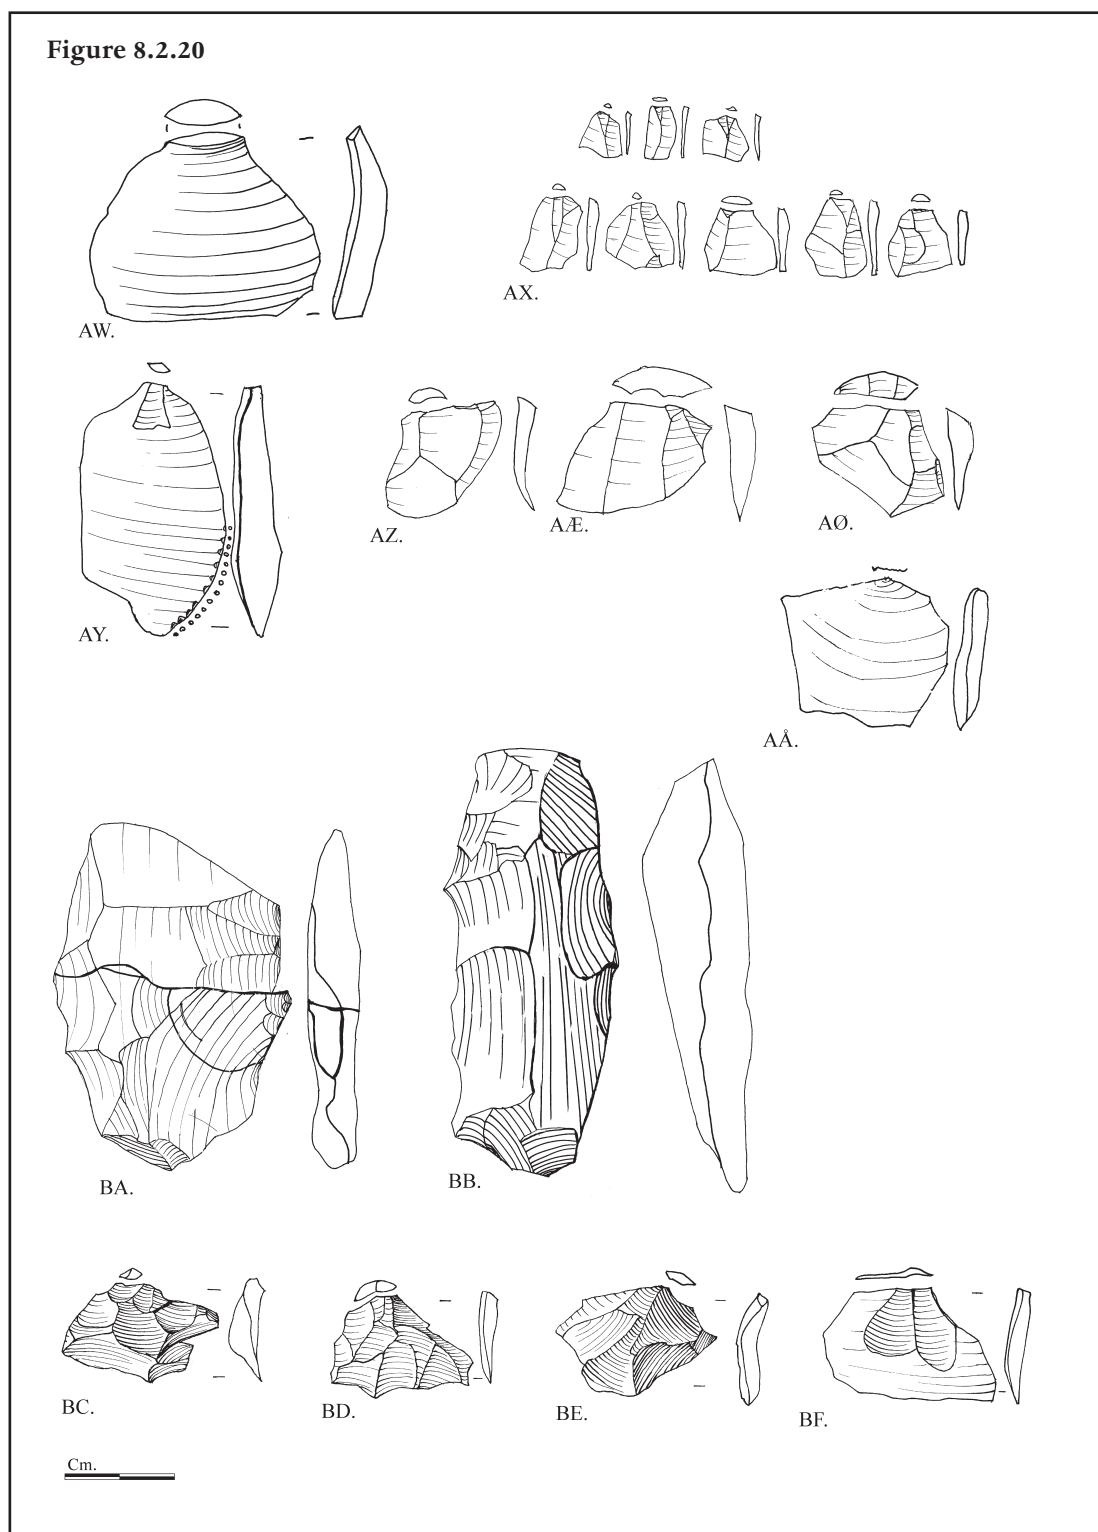 Figure 8.2.20
AX.
AW.
AZ.
AÆ.
AØ.
AY.
AÅ.
BA.
BB.
BC.
BD.
BE.
BF.
Cm.